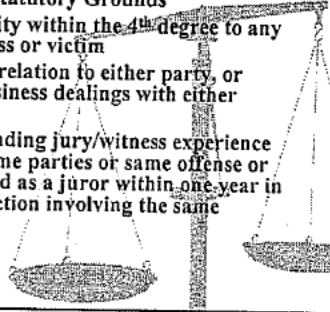 tatutory Grounds
ity within the 4th degree to any
ss or victim
relation to either party, or
siness dealings with either
nding jury/witness experience
me parties or same offense or
d as a juror within one year in
ction involving the same